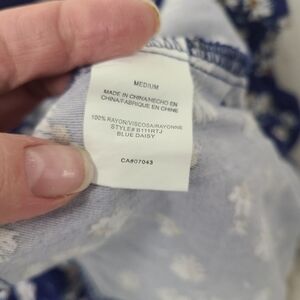 MEDIUM
MADE IN CHINA/HECHO EN
CHINA/FABRIQUE EN CHINE
100% RAYON/VISCOSA/RAYONNE
STYLE# B111RTJ
BLUE DAISY
CA#07043